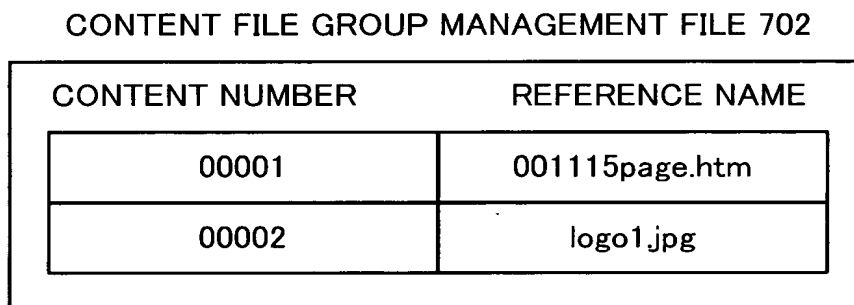 CONTENT FILE GROUP MANAGEMENT FILE 702
CONTENT NUMBER REFERENCE NAME
00001 001115page.htm
00002 logo1.jpg